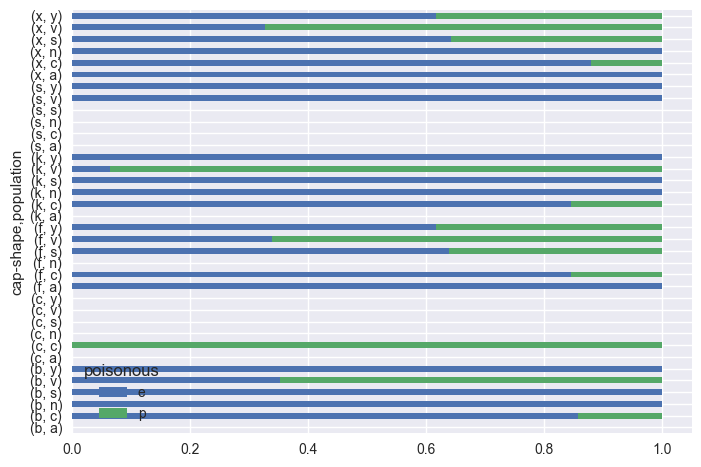 (x, y)
(x, v)
(x, s)
(x, n)
(x, c)
(x, a)
(s, y)
(s, v)
(s, s)
(s, n)
(s, c)
(s, a)
(k, y)
(k, v)
(k, s)
(k, n)
(k, c)
(k, a)
(f, y)
(f, v)
(f, s)
(f, n)
(f, c)
(f, a)
(c, y)
(c, v)
(c, s)
(c, n)
(c, c)
(c, a)
(b, y)
(b, v)
(b, s)
(b, n)
(b, c)
(b, a)
cap-shape,population
poisonous
e
p
0.0 0.2 0.4 0.6 0.8 1.0